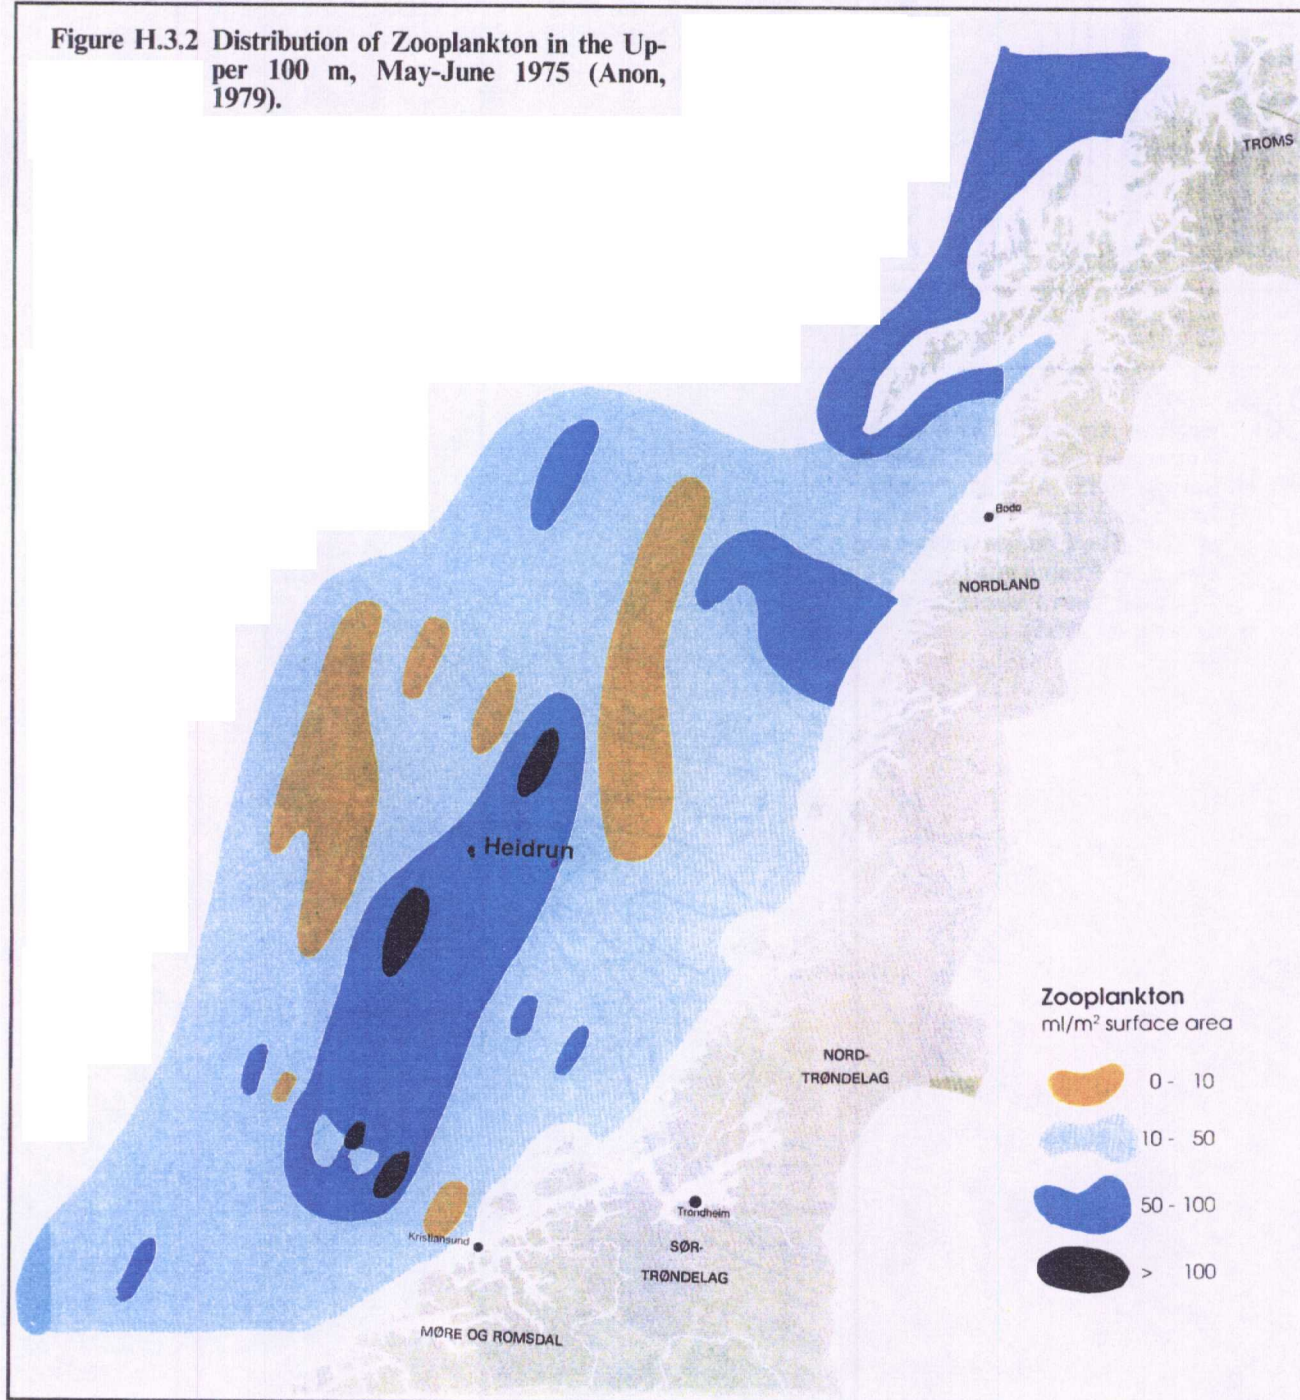 Figure H.3.2 Distribution of Zooplankton in the Up-
per 100 m, May-June 1975 (Anon,
1979).
TROMS
Bodø
NORDLAND
Heidrun
Zooplankton
ml/m² surface area
0 - 10
10 - 50
50 - 100
> 100
NORD-
TRØNDELAG
Trondheim
Kristiansund
SØR-
TRØNDELAG
MØRE OG ROMSDAL